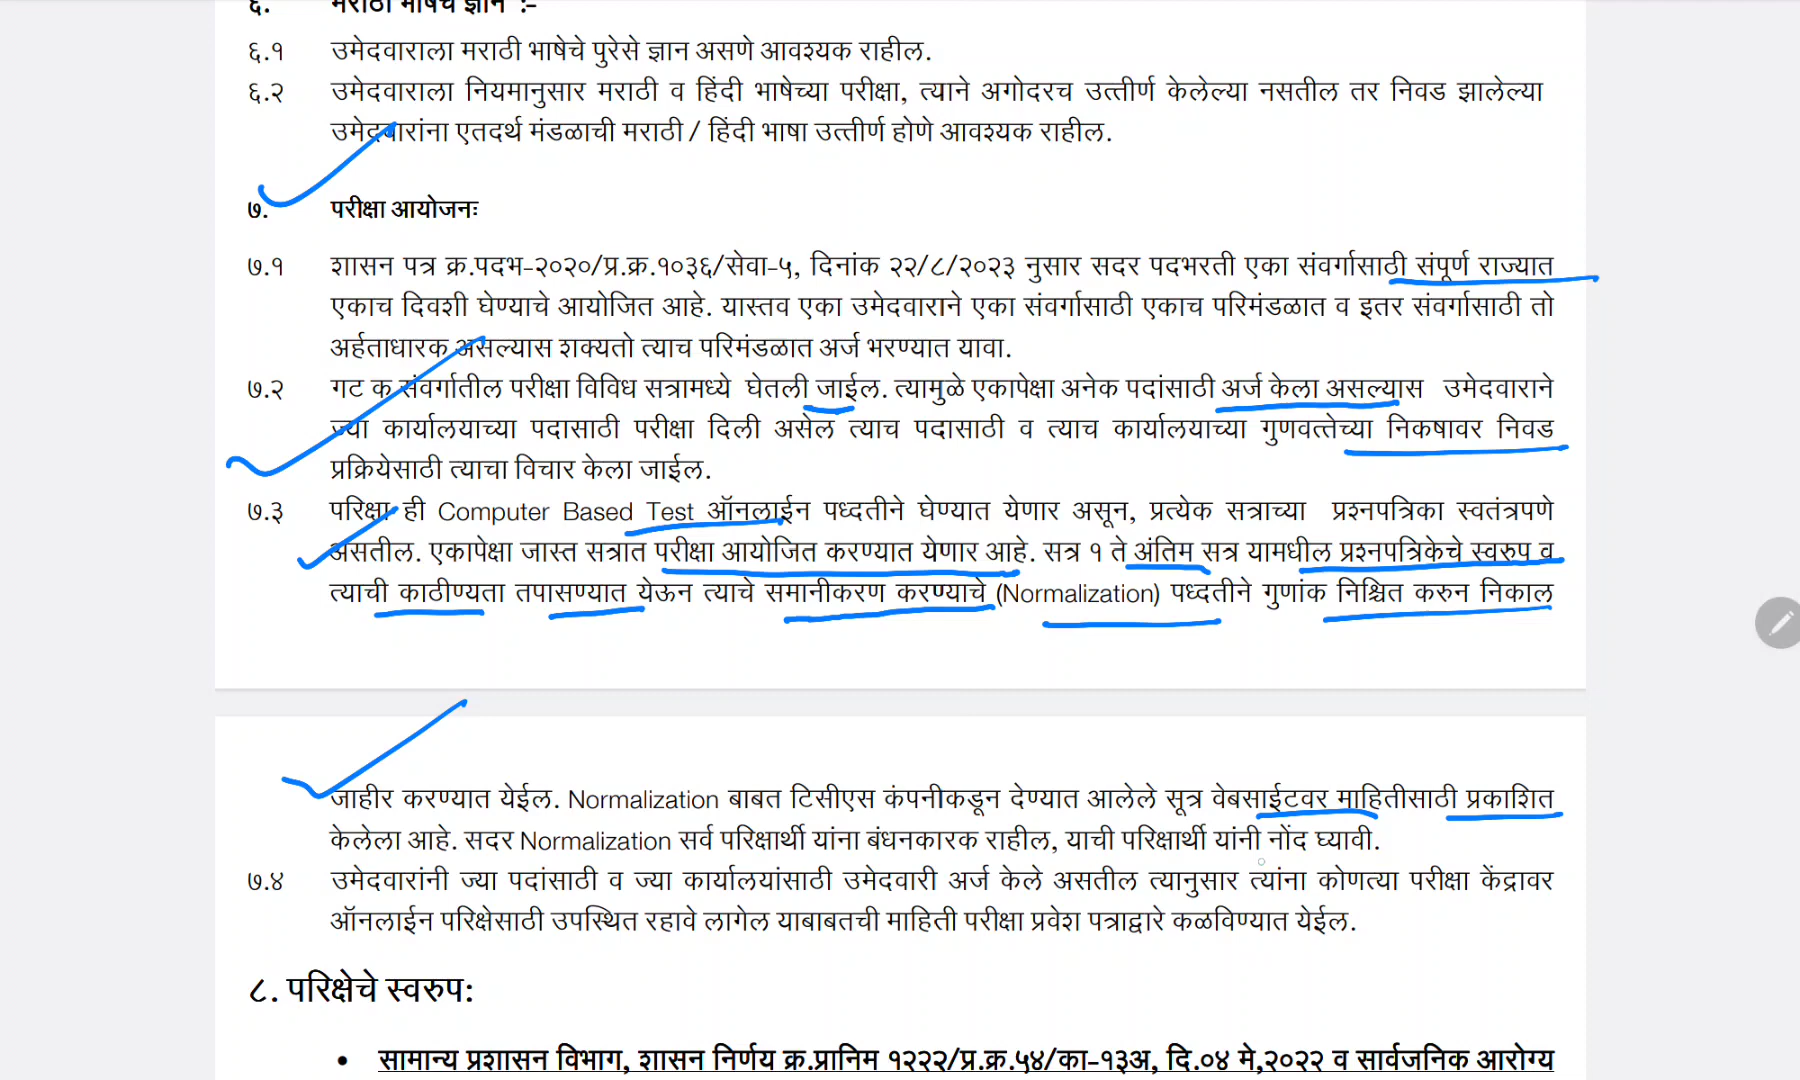 ६. मराठी भाषेचे ज्ञान :-
६.१ उमेदवाराला मराठी भाषेचे पुरेसे ज्ञान असणे आवश्यक राहील.
६.२ उमेदवाराला नियमानुसार मराठी व हिंदी भाषेच्या परीक्षा, त्याने अगोदरच उत्तीर्ण केलेल्या नसतील तर निवड झालेल्या
उमेदवारांना एतदर्थ मंडळाची मराठी / हिंदी भाषा उत्तीर्ण होणे आवश्यक राहील.
७. परीक्षा आयोजनः
७.१ शासन पत्र क्र.पदभ-२०२०/प्र.क्र.१०३६/सेवा-५, दिनांक २२/८/२०२३ नुसार सदर पदभरती एका संवर्गासाठी संपूर्ण राज्यात
एकाच दिवशी घेण्याचे आयोजित आहे. यास्तव एका उमेदवाराने एका संवर्गासाठी एकाच परिमंडळात व इतर संवर्गासाठी तो
अर्हताधारक असल्यास शक्यतो त्याच परिमंडळात अर्ज भरण्यात यावा.
७.२ गट क संवर्गातील परीक्षा विविध सत्रामध्ये घेतली जाईल. त्यामुळे एकापेक्षा अनेक पदांसाठी अर्ज केला असल्यास उमेदवाराने
ज्या कार्यालयाच्या पदासाठी परीक्षा दिली असेल त्याच पदासाठी व त्याच कार्यालयाच्या गुणवत्तेच्या निकषावर निवड
प्रक्रियेसाठी त्याचा विचार केला जाईल.
७.३ परिक्षा ही Computer Based Test ऑनलाईन पध्दतीने घेण्यात येणार असून, प्रत्येक सत्राच्या प्रश्नपत्रिका स्वतंत्रपणे
असतील. एकापेक्षा जास्त सत्रात परीक्षा आयोजित करण्यात येणार आहे. सत्र १ ते अंतिम सत्र यामधील प्रश्नपत्रिकेचे स्वरुप व
त्याची काठीण्यता तपासण्यात येऊन त्याचे समानीकरण करण्याचे (Normalization) पध्दतीने गुणांक निश्चित करुन निकाल
जाहीर करण्यात येईल. Normalization बाबत टिसीएस कंपनीकडून देण्यात आलेले सूत्र वेबसाईटवर माहितीसाठी प्रकाशित
केलेला आहे. सदर Normalization सर्व परिक्षार्थी यांना बंधनकारक राहील, याची परिक्षार्थी यांनी नोंद घ्यावी.
७.४ उमेदवारांनी ज्या पदांसाठी व ज्या कार्यालयांसाठी उमेदवारी अर्ज केले असतील त्यानुसार त्यांना कोणत्या परीक्षा केंद्रावर
ऑनलाईन परिक्षेसाठी उपस्थित रहावे लागेल याबाबतची माहिती परीक्षा प्रवेश पत्राद्वारे कळविण्यात येईल.
८. परिक्षेचे स्वरुप:
• सामान्य प्रशासन विभाग, शासन निर्णय क्र.प्रानिम १२२२/प्र.क्र.५४/का-१३अ, दि.०४ मे,२०२२ व सार्वजनिक आरोग्य